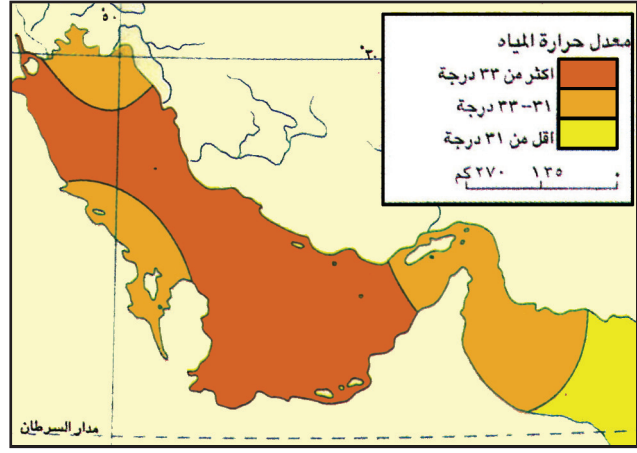 ٥٠°
٣٠°
معدل حرارة المياه
اكثر من ٣٣ درجة
٣١-٣٣ درجة
اقل من ٣١ درجة
٢٧٠ كم ١٣٥ ٠
مدار السرطان